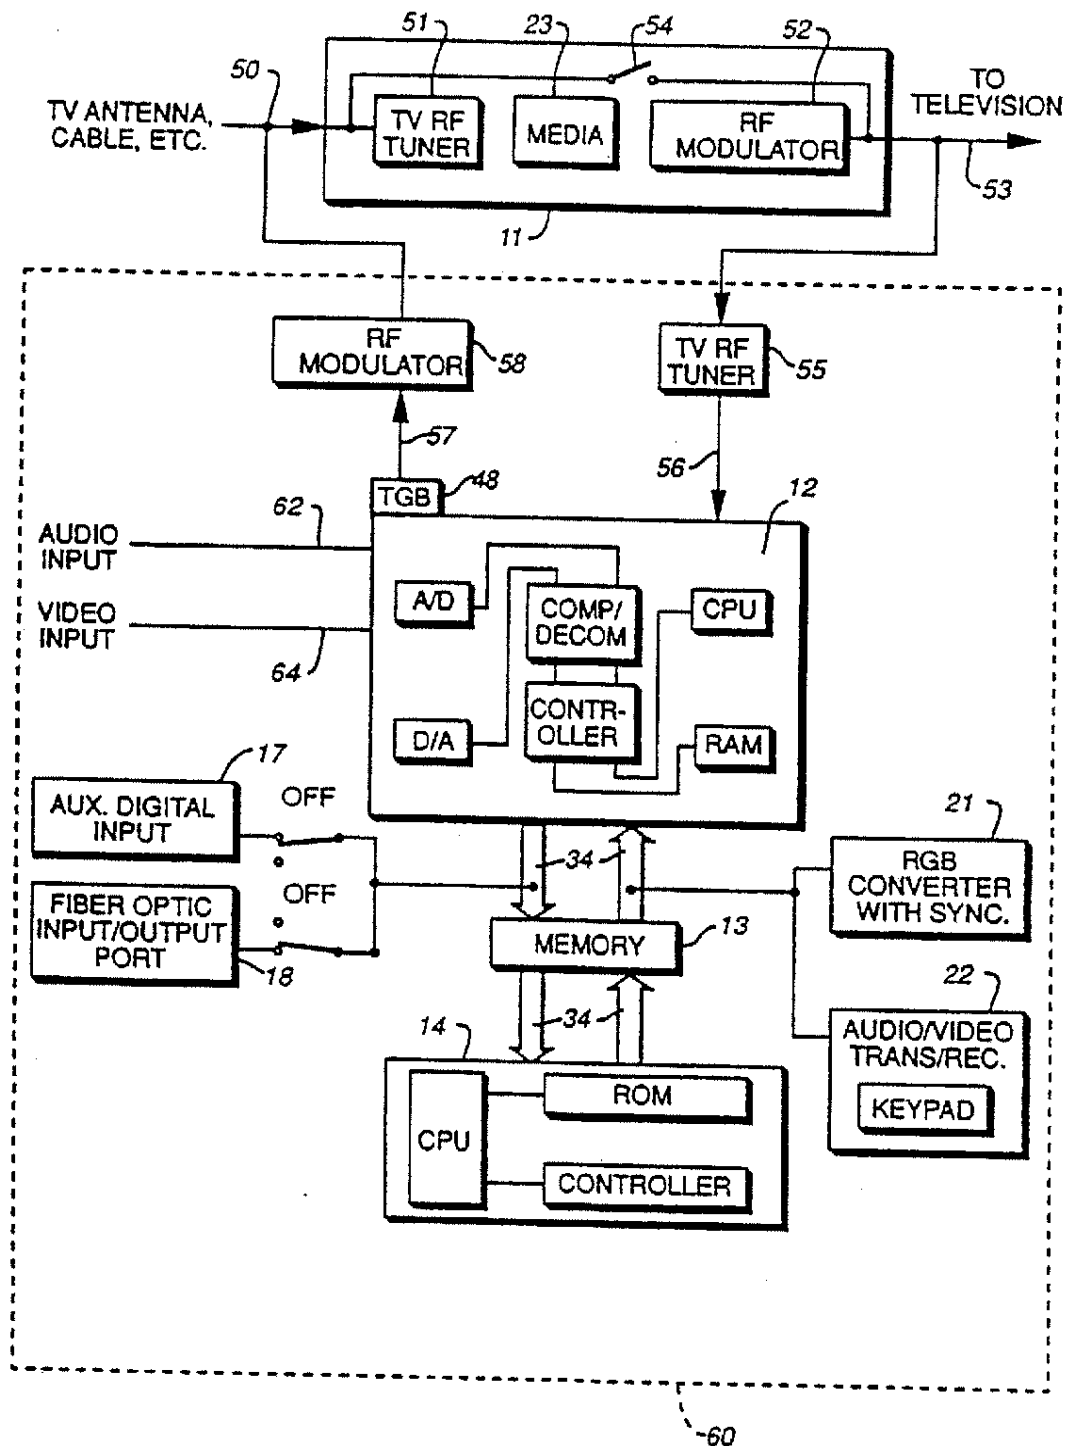 51
23
54
52
50
TV ANTENNA,
CABLE, ETC.
TV RF
TUNER
MEDIA
RF
MODULATOR
TO
TELEVISION
53
11
RF
MODULATOR
58
TV RF
TUNER
55
57
56
TGB
48
12
AUDIO
INPUT
62
VIDEO
INPUT
64
A/D
COMP/
DECOM
CPU
D/A
CONTR-
OLLER
RAM
17
AUX. DIGITAL
INPUT
OFF
34
21
RGB
CONVERTER
WITH SYNC.
FIBER OPTIC
INPUT/OUTPUT
PORT
18
OFF
MEMORY
13
34
14
22
AUDIO/VIDEO
TRANS/REC.
KEYPAD
CPU
ROM
CONTROLLER
60